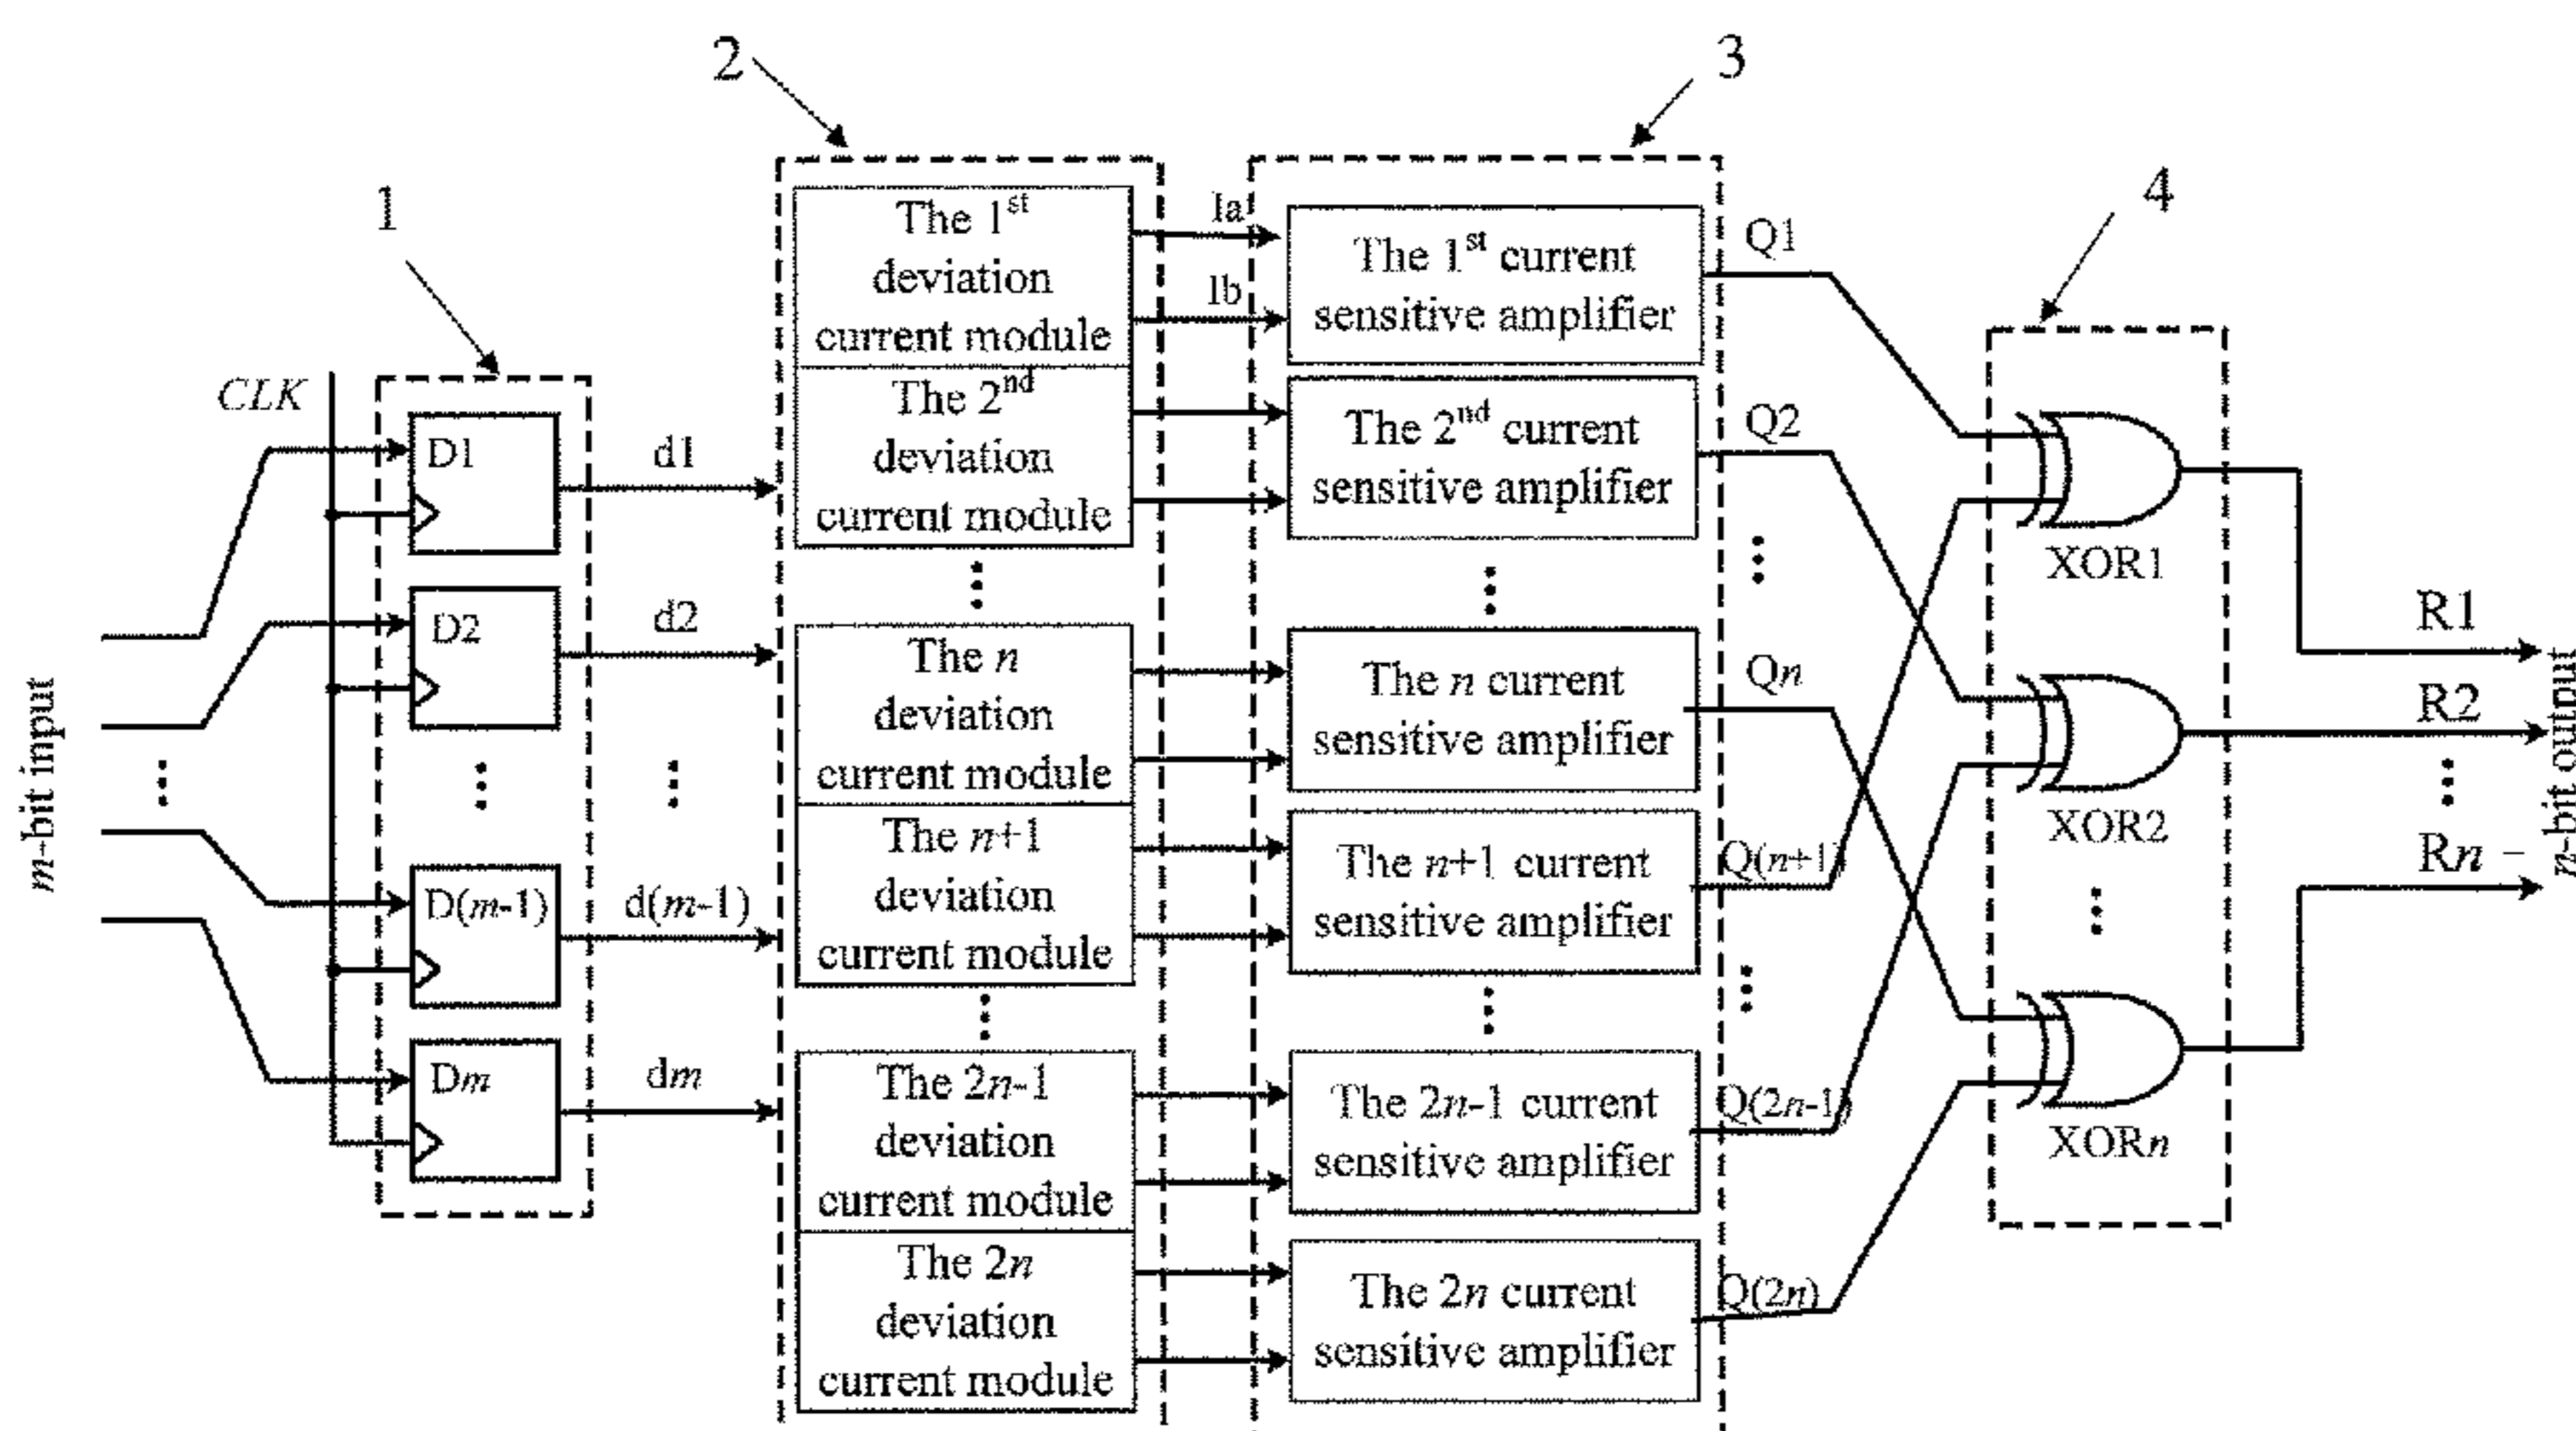 2
3
1
4
CLK
m-bit input
D1
D2
D(m-1)
Dm
d1
d2
d(m-1)
dm
The 1st
deviation
current module
The 2nd
deviation
current module
The n
deviation
current module
The n+1
deviation
current module
The 2n-1
deviation
current module
The 2n
deviation
current module
Ia
Ib
The 1st current
sensitive amplifier
The 2nd current
sensitive amplifier
The n current
sensitive amplifier
The n+1 current
sensitive amplifier
The 2n-1 current
sensitive amplifier
The 2n current
sensitive amplifier
Q1
Q2
Qn
Q(n+1)
Q(2n-1)
Q(2n)
XOR1
XOR2
XORn
R1
R2
Rn
n-bit output